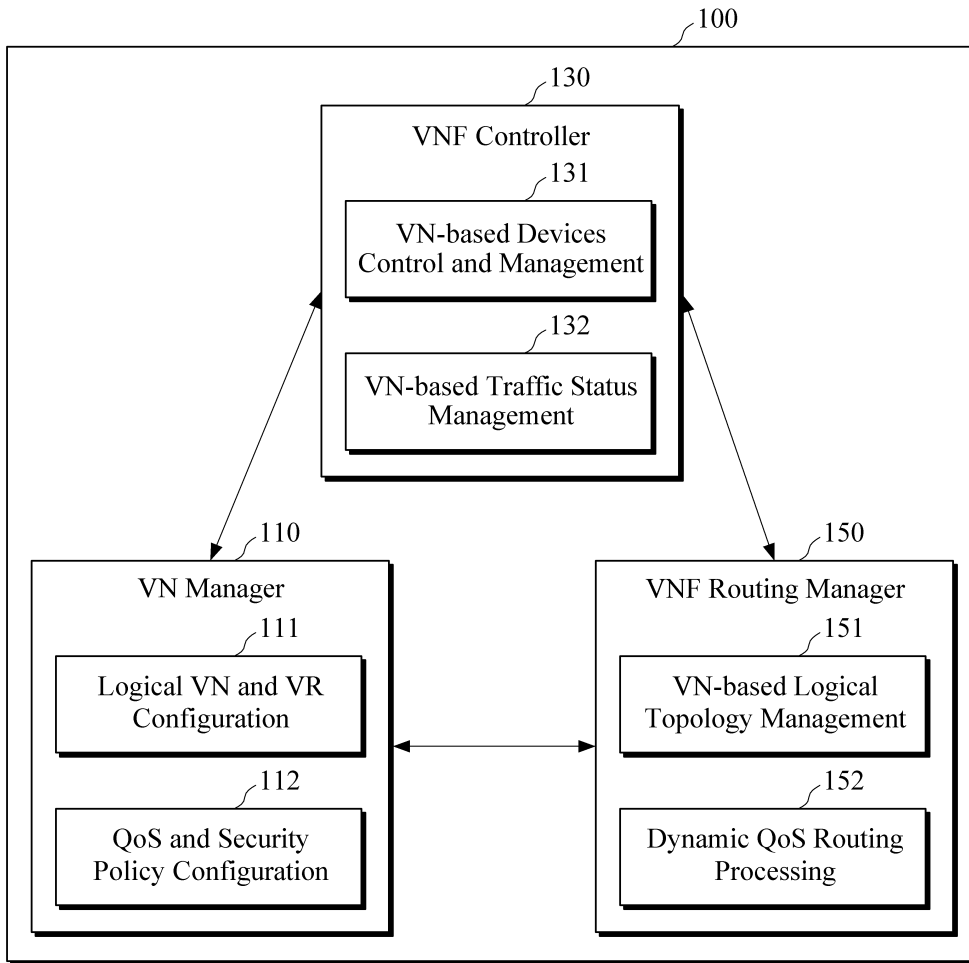 100
130
VNF Controller
131
VN-based Devices
Control and Management
132
VN-based Traffic Status
Management
110
VN Manager
111
Logical VN and VR
Configuration
112
QoS and Security
Policy Configuration
150
VNF Routing Manager
151
VN-based Logical
Topology Management
152
Dynamic QoS Routing
Processing